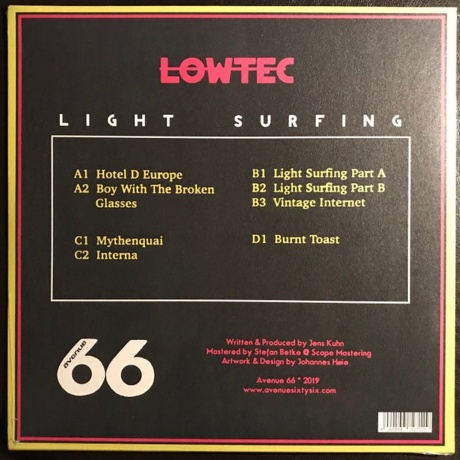 LOWTEC
LIGHT SURFING
A1 Hotel D Europe
A2 Boy With The Broken
Glasses
B1 Light Surfing Part A
B2 Light Surfing Part B
B3 Vintage Internet
C1 Mythenquai
C2 Interna
D1 Burnt Toast
avenue
66
Written & Produced by Jens Kuhn
Mastered by Stefan Betke @ Scape Mastering
Artwork & Design by Johannes Høie
Avenue 66 * 2019
www.avenuesixtysix.com